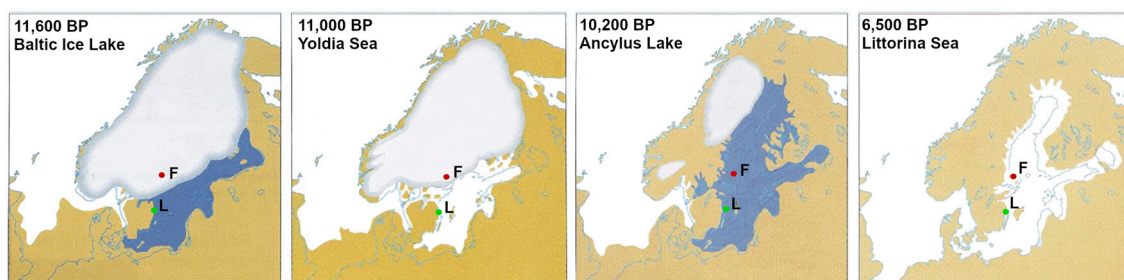 11,600 BP
Baltic Ice Lake
F
L
11,000 BP
Yoldia Sea
F
L
10,200 BP
Ancylus Lake
F
L
6,500 BP
Littorina Sea
F
L